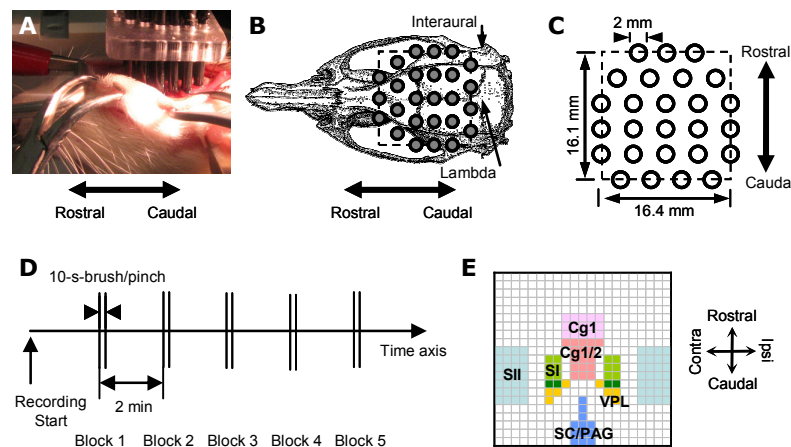 A
Rostral
Caudal
B
Interaural
Lambda
Rostral
Caudal
C
2 mm
Rostral
16.1 mm
Cauda
16.4 mm
D
10-s-brush/pinch
Time axis
Recording
Start
2 min
Block 1
Block 2
Block 3
Block 4
Block 5
E
Cg1
Cg1/2
SII
SI
VPL
SC/PAG
Rostral
Contra
Ipsi
Caudal